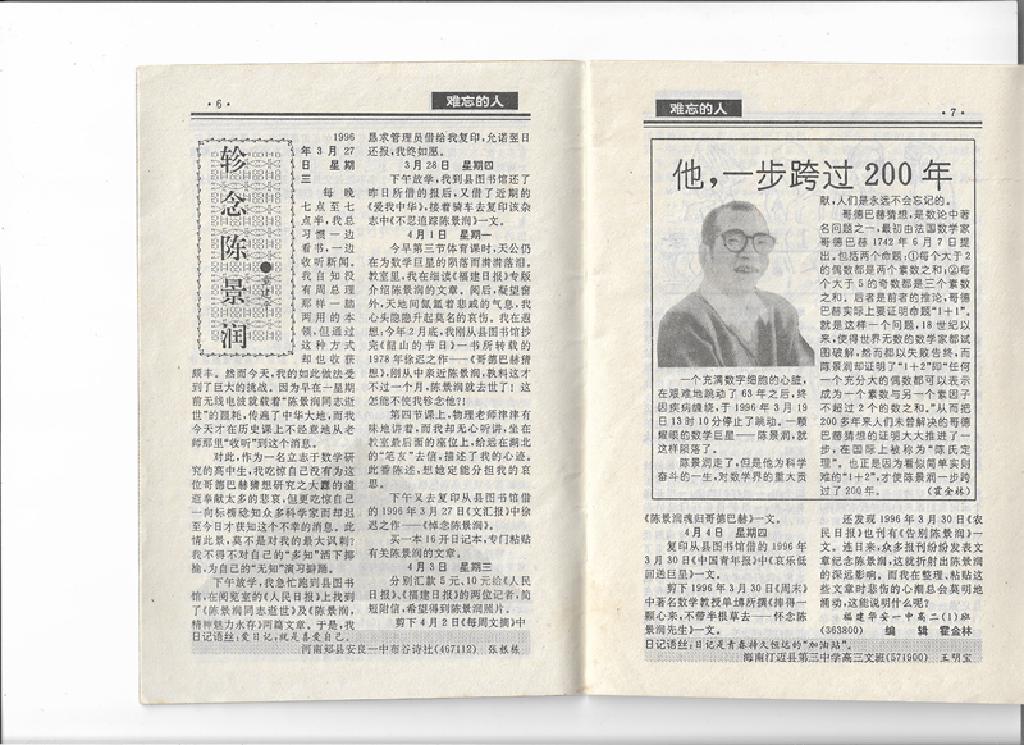 ·6·
难忘的人
轸念陈景润
1996
年3月27
日 星期
三
每晚
七点至七
点半,我总
习惯一边
看书,一边
收听新闻。
我自知没
有周总理
那样一脑
两用的本
领,但通过
这种方式
却也收获
颇丰。然而今天,我的如此做法受
到了巨大的挑战。因为早在一星期
前无线电波就载着“陈景润同志逝
世”的噩耗,传遍了中华大地,而我
今天才在历史课上不经意地从老
师那里“收听”到这个消息。
对此,作为一名立志于数学研
究的高中生,我吃惊自己没有为这
位哥德巴赫猜想研究之大器的溘
逝奉献太多的悲哀,但更吃惊自己
一向标榜稔知众多科学家而却迟
至今日才获知这个不幸的消息。此
情此景,莫不是对我的最大讽刺?
我不得不对自己的“多知”洒下揶
揄,为自己的“无知”
下午放学,我急忙跑到县图书
馆,在阅览室的《人民日报》上找到
了《陈景润同志逝世》及《陈景润,
精神魅力永存》两篇文章。于是,我
日记语丝:爱日记,就是喜爱自己。
恳求管理员借给我复印,允诺翌日
还报,我终如愿。
3月28日 星期四
下午放学,我到县图书馆还了
昨日所借的报后,又借了近期的
《爱我中华》,接着骑车去复印该杂
志中《不忍追踪陈景润》一文。
4月1日 星期一
今早第三节体育课时,天公仍
在为数学巨星的陨落而潸潸落泪。
教室里,我在细读《福建日报》专版
介绍陈景润的文章。阅后,凝望窗
外,天地间氤氲着悲戚的气息,我
心头隐隐升起莫名的哀伤。我在遐
想,今年2月底,我刚从县图书馆抄
完《韶山的节日》一书所转载的
1978年徐迟之作——《哥德巴赫猜
想》,刚从中亲近陈景润,孰料这才
不过一个月,陈景润就去世了!这
怎能不使我轸念他?!
第四节课上,物理老师津津有
味地讲着,而我却无心听讲,坐在
教室最后面的座位上,给远在湖北
的“笔友”去信,描述了我的心迹。
此番陈述,想她定能分担我的哀
思。
下午又去复印从县图书馆借
的1996年3月27日《文汇报》中徐
迟之作——《悼念陈景润》。
买一本16开日记本,专门粘贴
有关陈景润的文章。
4月3日 星期三
分别汇款5元、10元给《人民
日报》、《福建日报》的两位记者,简
短附信,希望得到陈景润照片。
剪下4月2日《每周文摘》中
河南郏县安良一中布谷诗社(467112)
难忘的人
·7·
他,一步跨过200年
一个充满数学细胞的心脏,
在艰难地跳动了63年之后,终
因疾病缠绕,于1996年3月19
日13时10分停止了跳动。一颗
耀眼的数学巨星——陈景润,就
这样陨落了。
陈景润走了,但是他为科学
奋斗的一生,对数学界的重大贡
献,人们是永远不会忘记的。
哥德巴赫猜想,是数论中著
名问题之一,最初由法国数学家
哥德巴赫1742年6月7日提
出。包括两个命题:①每个大于2
的偶数都是两个素数之和;②每
个大于5的奇数都是三个素数
之和。后者是前者的推论,哥德
巴赫实际上要证明命题“1+1”。
就是这样一个问题,18世纪以
来,使得世界无数的数学家都试
图破解,然而都以失败告终,而
陈景润却证明了“1+2”即“任何
一个充分大的偶数都可以表示
成为一个素数与另一个素因子
不超过2个的数之和。”从而把
200多年来人们未曾解决的哥德
巴赫猜想的证明大大推进了一
步,在国际上被称为“陈氏定
理”。也正是因为看似简单实则
难的“1+2”,才使陈景润一步跨
过了200年。 (霍金林)
《陈景润魂归哥德巴赫》一文。
4月4日 星期四
复印从县图书馆借的1996年
3月30日《中国青年报》中《哀乐低
回送巨星》一文。
剪下1996年3月30日《周末》
中著名数学教授单墫所撰《捧得一
颗心来,不带半根草去——怀念陈
景润先生》一文。
还发现1996年3月30日《农
民日报》也刊有《告别陈景润》一
文。连日来,众多报刊纷纷发表文
章纪念陈景润,这就折射出陈景润
的深远影响。而我在整理、粘贴这
些文章时悲伤的心潮总会莫明地
涌动,这能说明什么呢?
福建华安一中高二(1)班
(363800) 编 辑 霍金林
日记语丝:日记是青春持久恒远的“加油站”。
海南澄迈县第三中学高三文班(571900) 王明宝